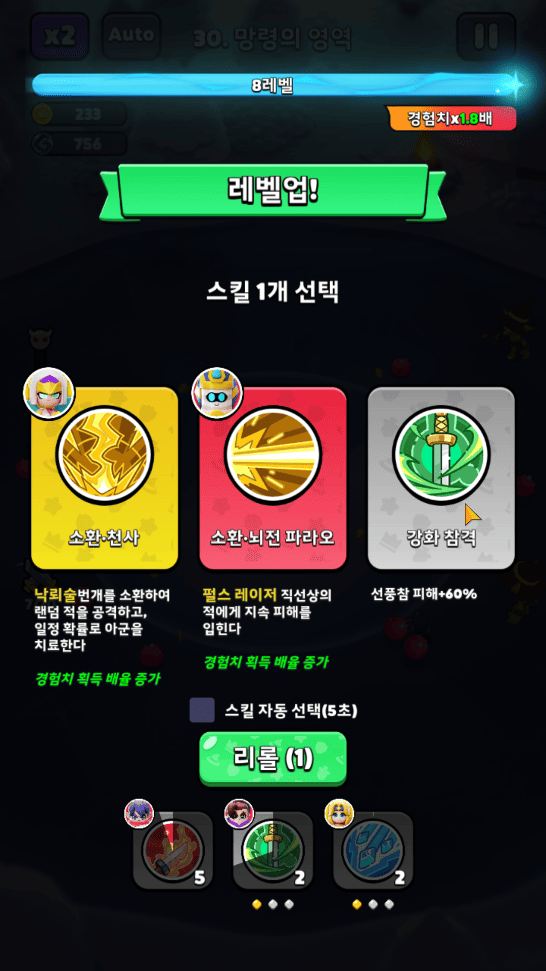 x2
Auto
30. 망령의 영역
8레벨
233
경험치x1.8배
756
레벨업!
스킬 1개 선택
소환·천사
소환·뇌전 파라오
강화 참격
낙뢰술번개를 소환하여
랜덤 적을 공격하고,
일정 확률로 아군을
치료한다
경험치 획득 배율 증가
펄스 레이저 직선상의
적에게 지속 피해를
입힌다
경험치 획득 배율 증가
선풍참 피해+60%
스킬 자동 선택(5초)
리롤 (1)
5
2
2